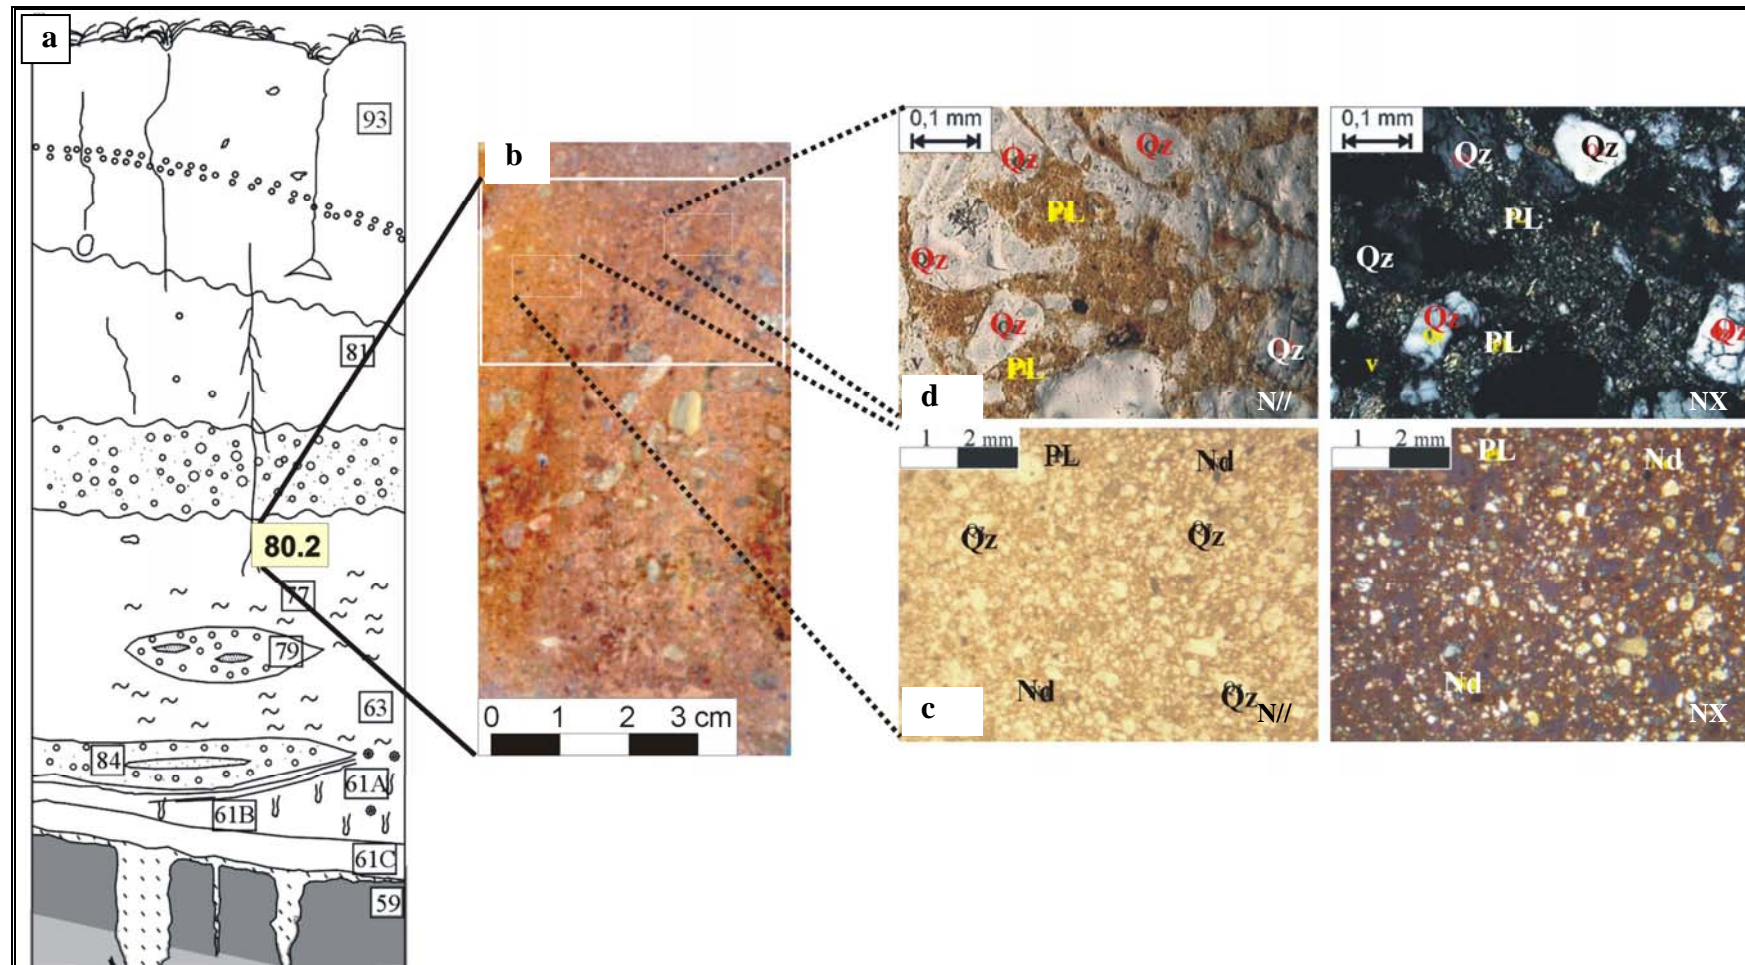 a
93
81
80.2
77
79
63
84
61A
61B
61C
59
b
0 1 2 3 cm
0,1 mm
Qz
Qz
PL
Qz
Qz
Qz
PL
v
d
N//
0,1 mm
Qz
Qz
PL
Qz
Qz
Qz
PL
v
NX
1 2 mm
PL
Nd
Qz
Qz
Nd
Qz
N//
c
1 2 mm
PL
Nd
Nd
NX